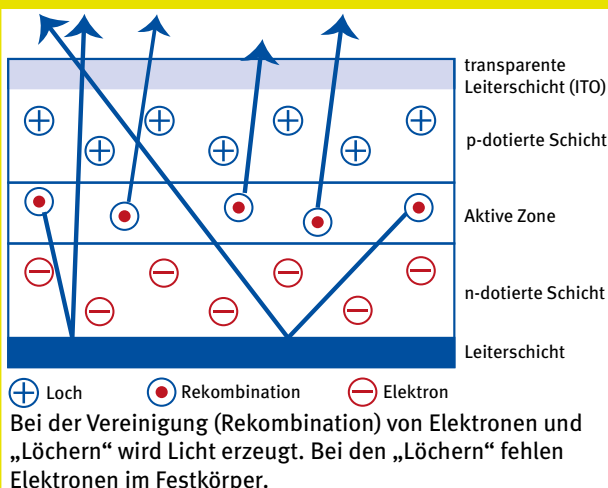 transparente
Leiterschicht (ITO)
p-dotierte Schicht
Aktive Zone
n-dotierte Schicht
Leiterschicht
Loch
Rekombination
Elektron
Bei der Vereinigung (Rekombination) von Elektronen und
„Löchern“ wird Licht erzeugt. Bei den „Löchern“ fehlen
Elektronen im Festkörper.